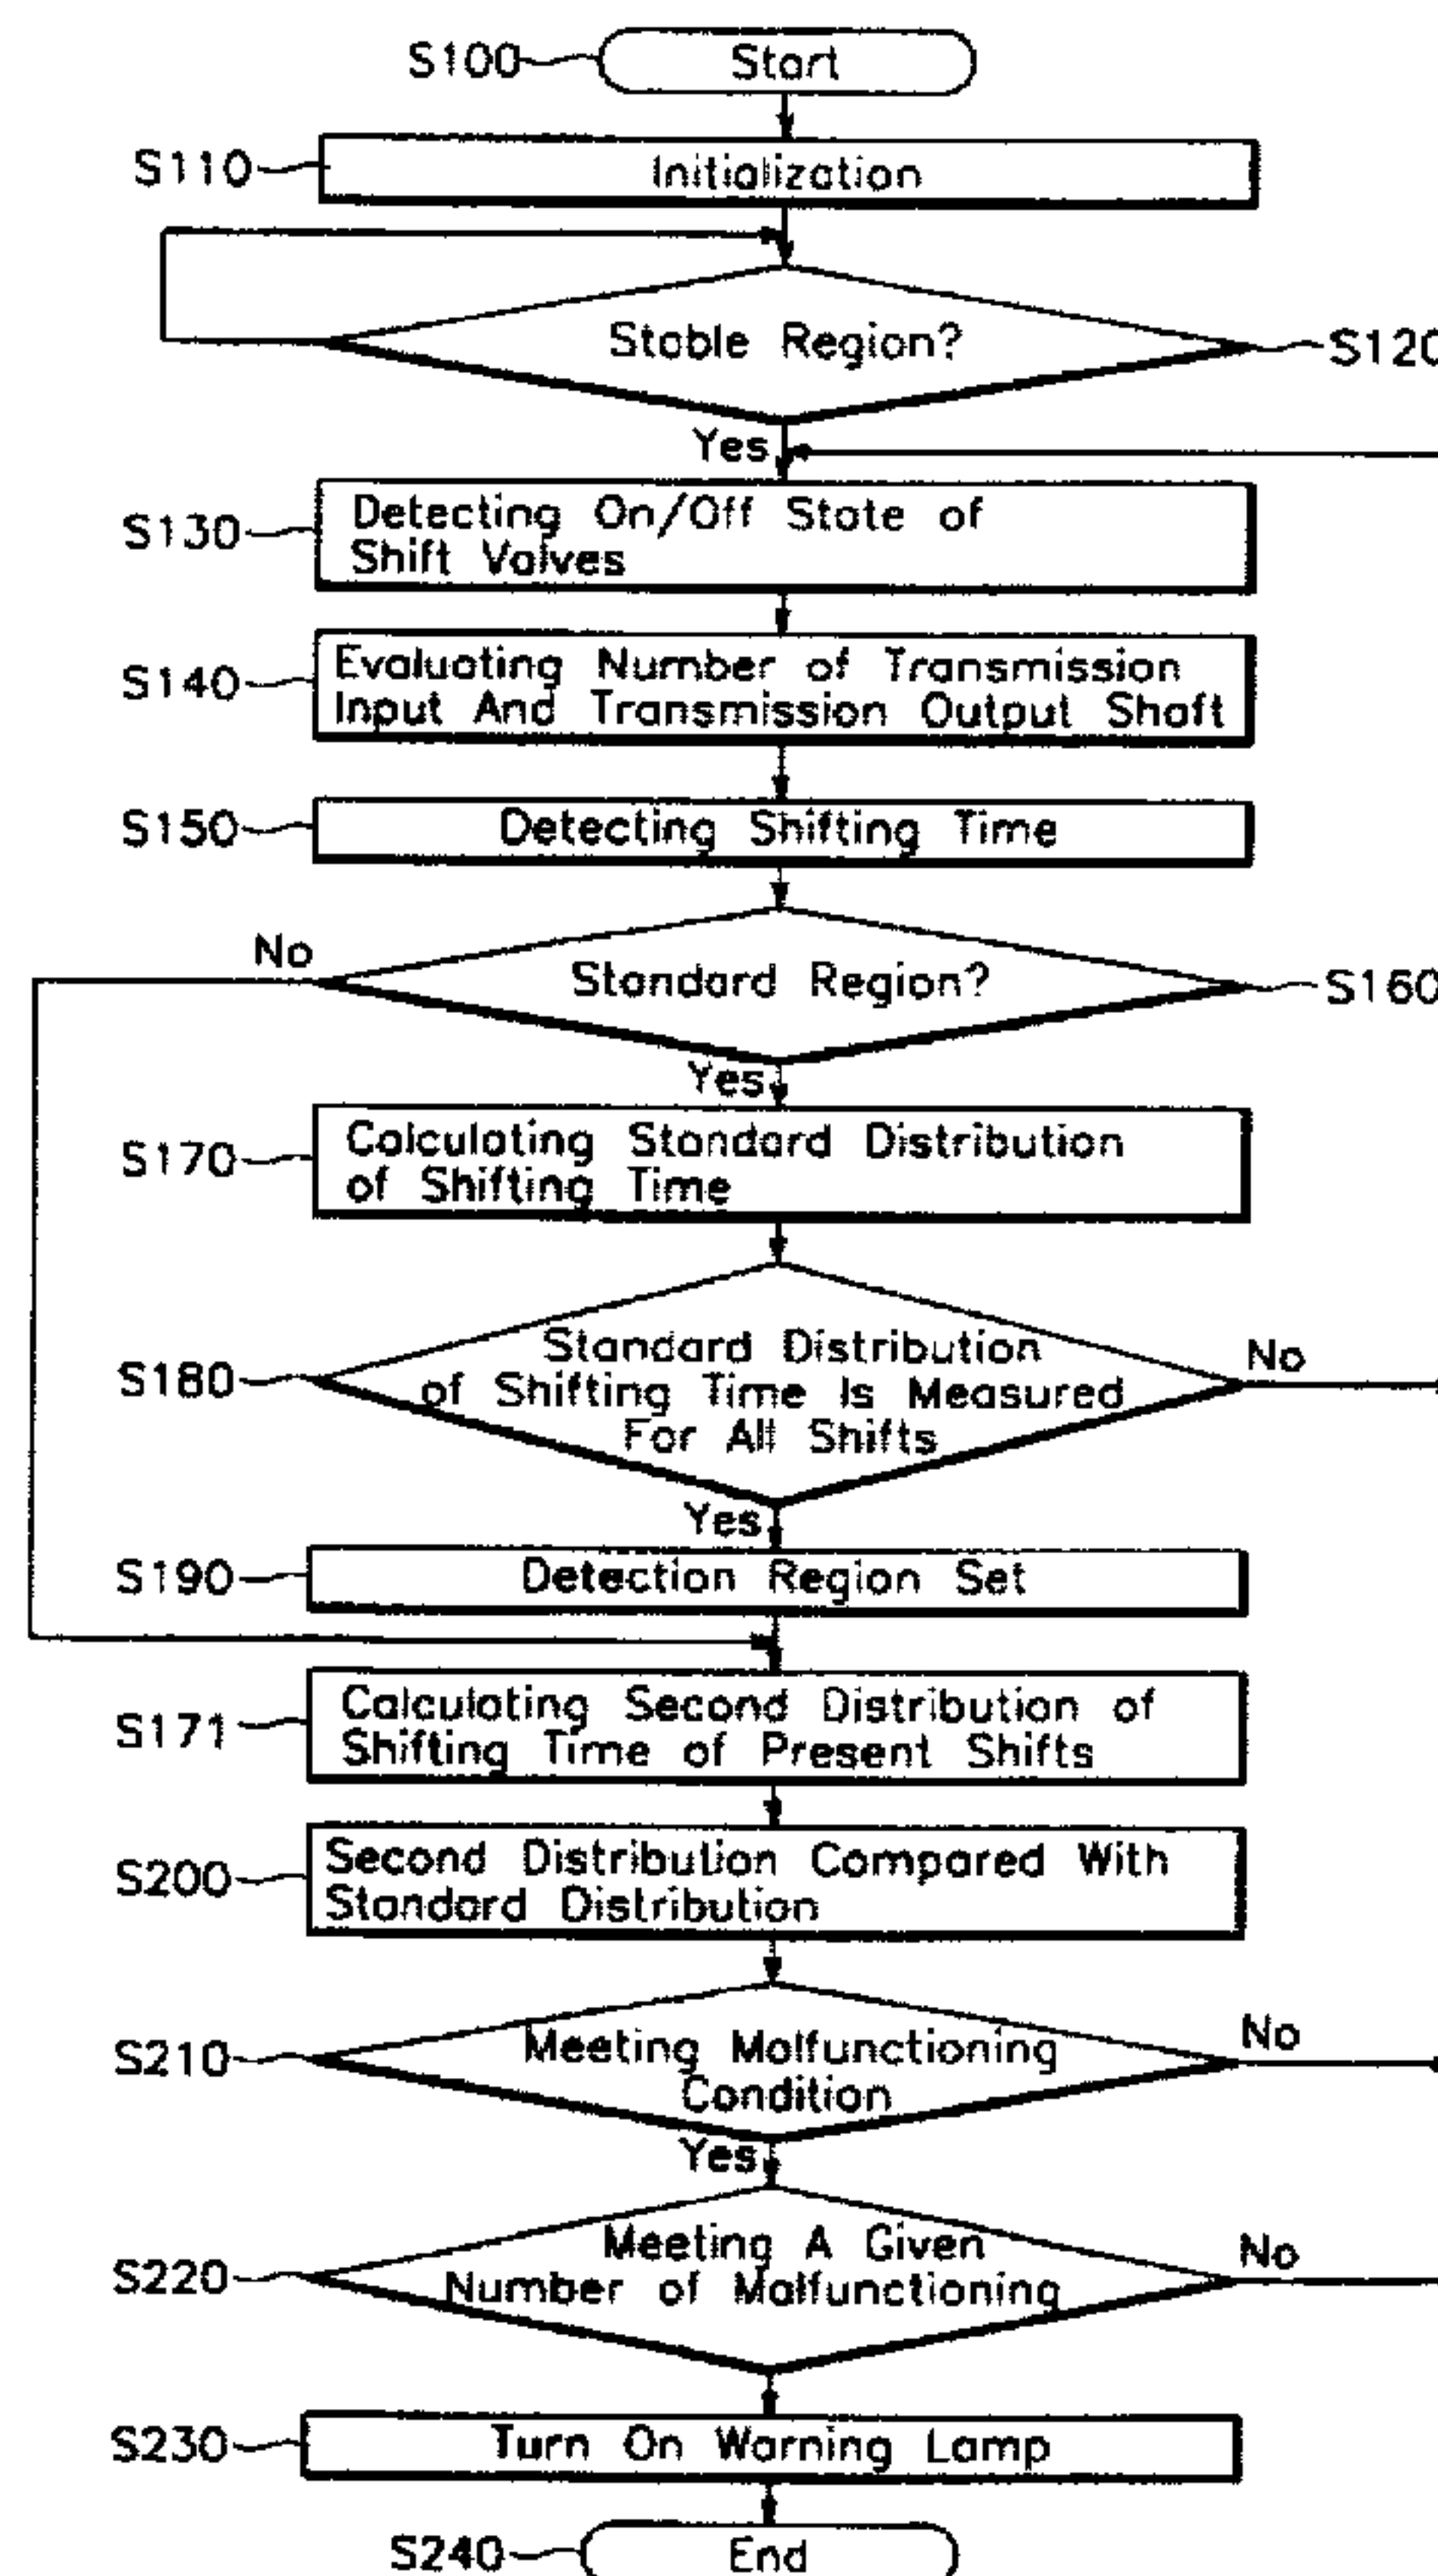 S100
Start
S110
Initialization
Stable Region?
S120
Yes
S130
Detecting On/Off State of
Shift Valves
S140
Evaluating Number of Transmission
Input And Transmission Output Shaft
S150
Detecting Shifting Time
No
Standard Region?
S160
Yes
S170
Calculating Standard Distribution
of Shifting Time
S180
Standard Distribution
of Shifting Time Is Measured
For All Shifts
No
Yes
S190
Detection Region Set
S171
Calculating Second Distribution of
Shifting Time of Present Shifts
S200
Second Distribution Compared With
Standard Distribution
S210
Meeting Malfunctioning
Condition
No
Yes
S220
Meeting A Given
Number of Malfunctioning
No
S230
Turn On Warning Lamp
S240
End